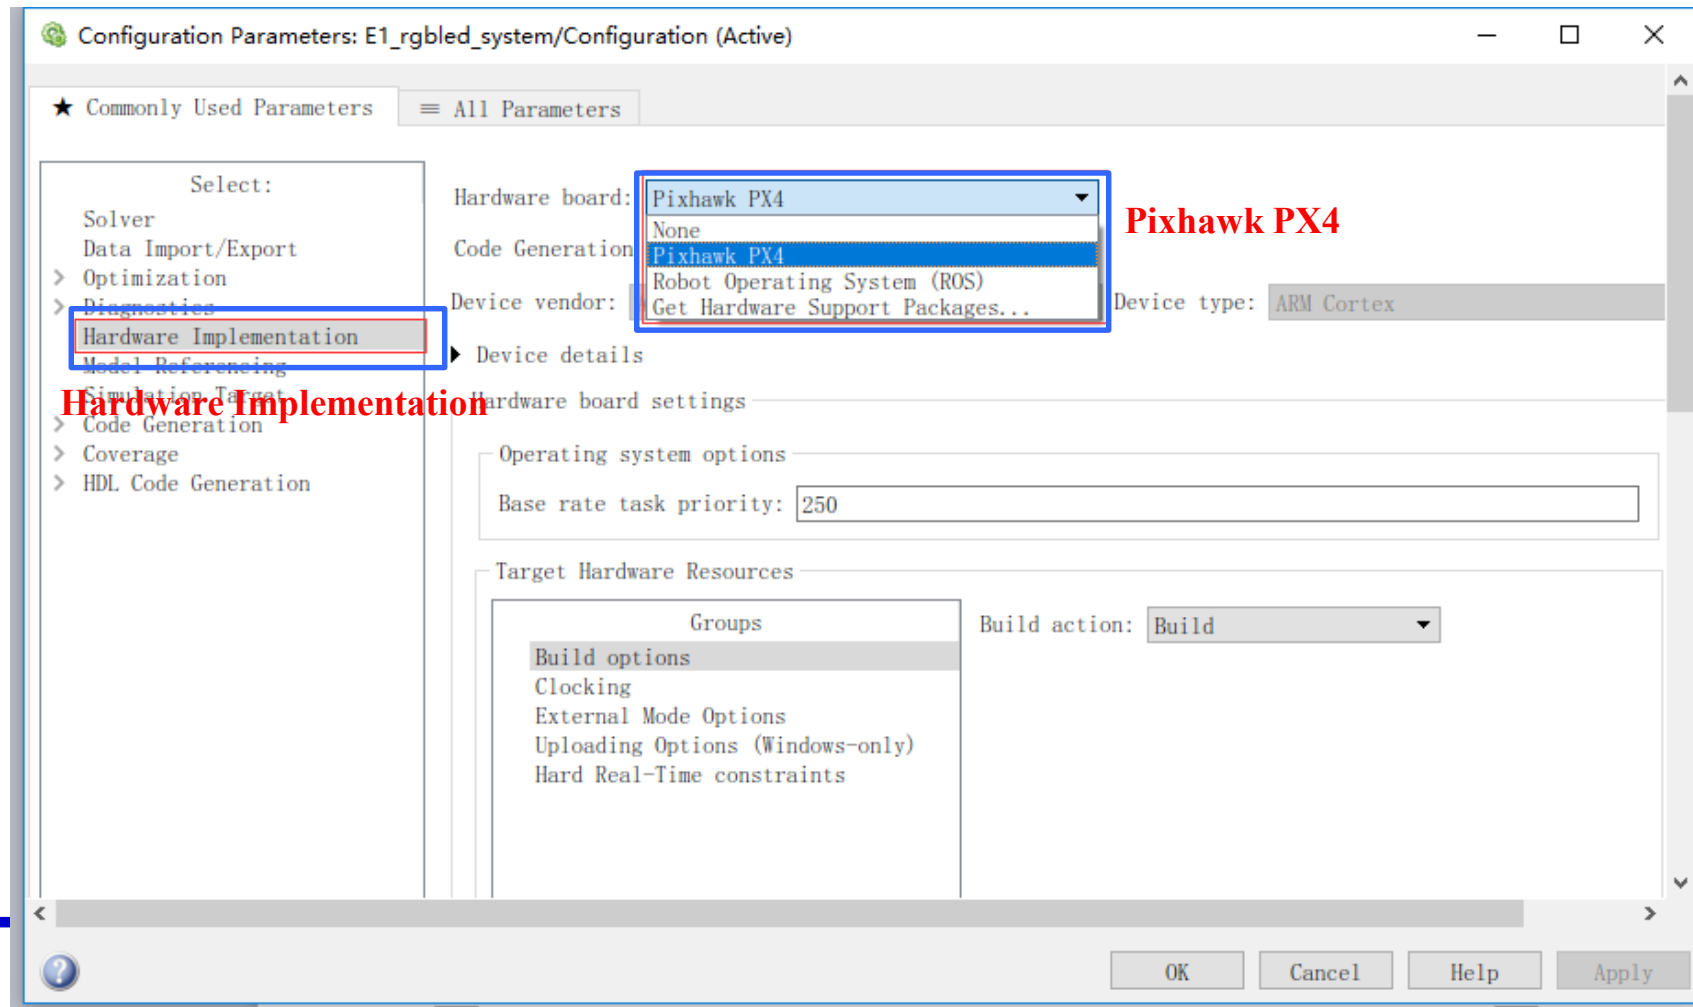 Configuration Parameters: E1_rgbled_system/Configuration (Active)
★ Commonly Used Parameters
≡ All Parameters
Select:
Solver
Data Import/Export
> Optimization
> Diagnostics
Hardware Implementation
Model Referencing
Simulation Target
> Code Generation
> Coverage
> HDL Code Generation
Hardware Implementation
Hardware board: Pixhawk PX4
None
Pixhawk PX4
Robot Operating System (ROS)
Get Hardware Support Packages...
Pixhawk PX4
Code Generation
Device vendor:
Device type: ARM Cortex
Device details
Hardware board settings
Operating system options
Base rate task priority: 250
Target Hardware Resources
Groups
Build options
Clocking
External Mode Options
Uploading Options (Windows-only)
Hard Real-Time constraints
Build action: Build
OK
Cancel
Help
Apply